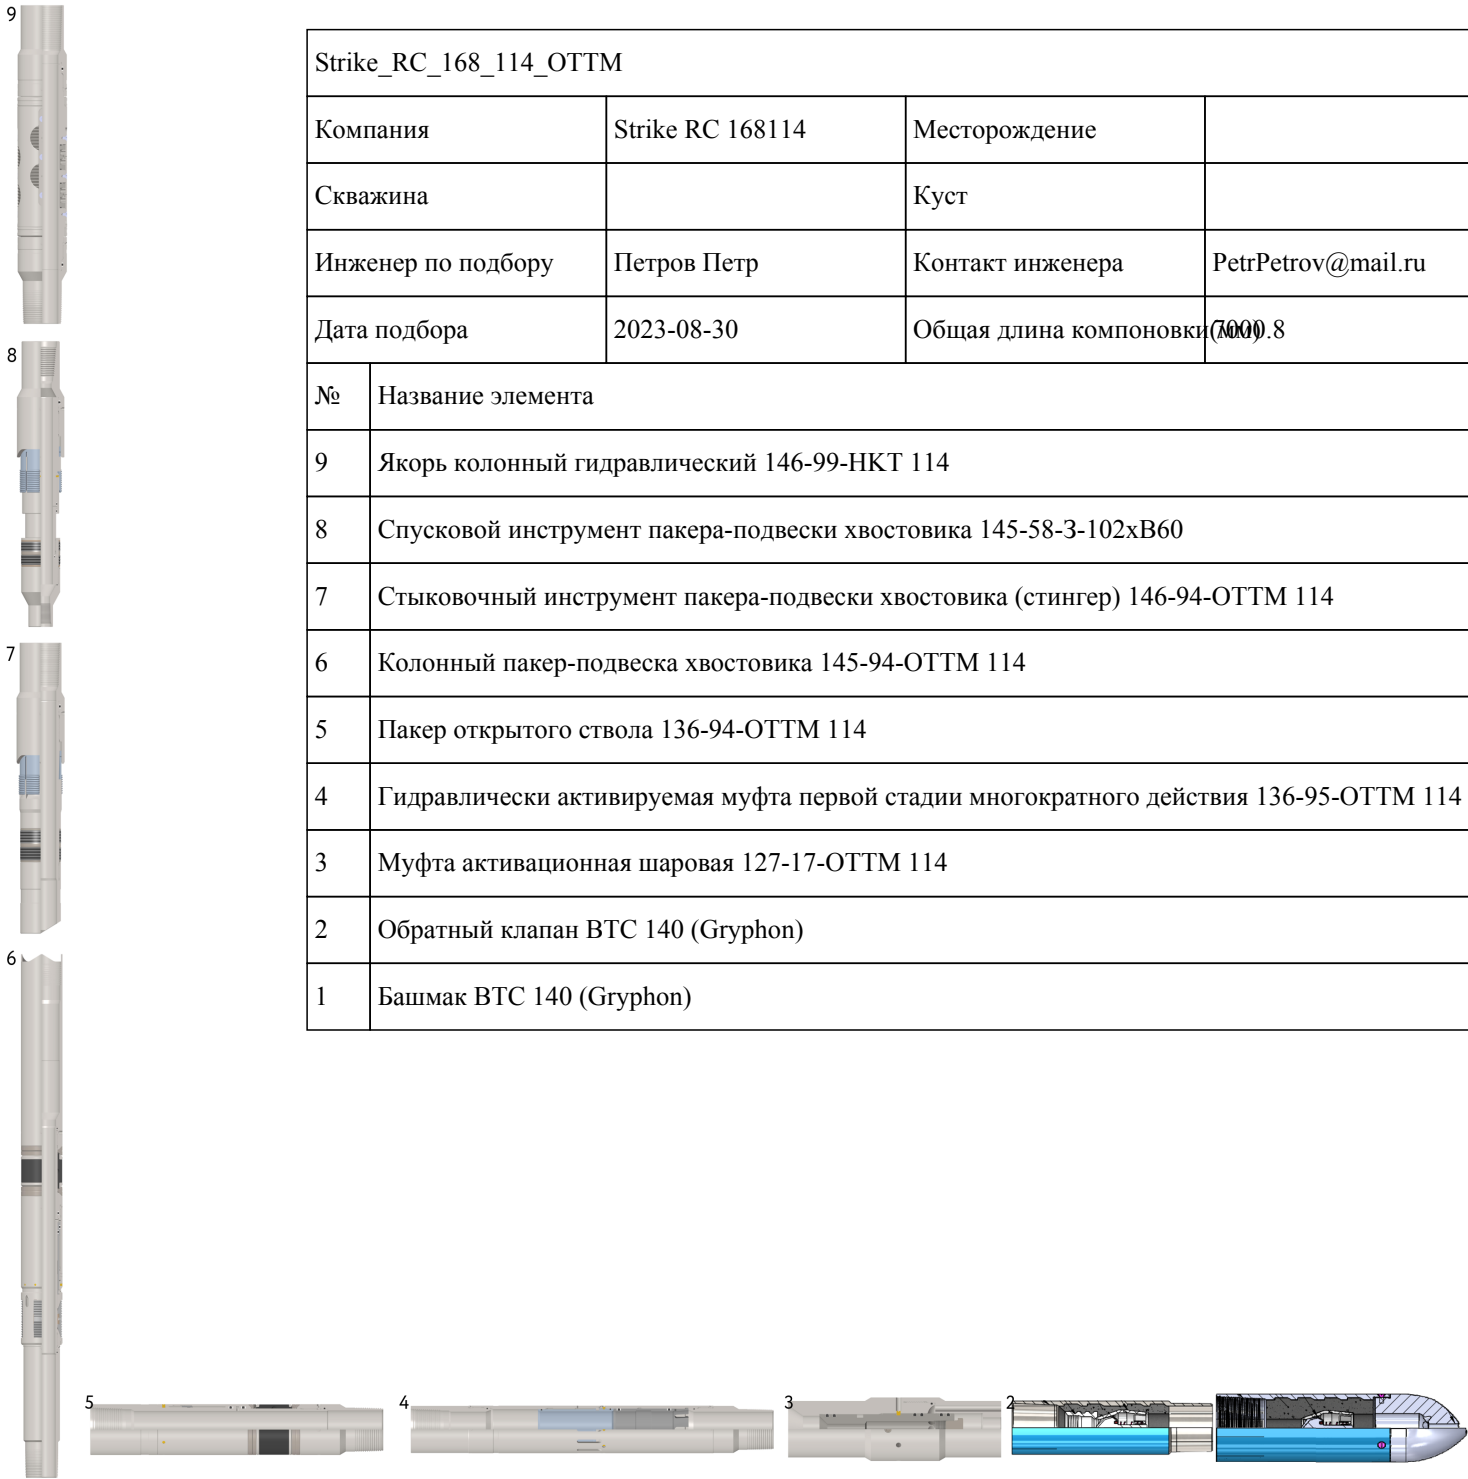 Strike_RC_168_114_ОТТМ
Компания Strike RC 168114 Месторождение
Скважина Куст
Инженер по подбору Петров Петр Контакт инженера PetrPetrov@mail.ru
Дата подбора 2023-08-30 Общая длина компоновки(мм) 7000.8
№ Название элемента
9 Якорь колонный гидравлический 146-99-НКТ 114
8 Спусковой инструмент пакера-подвески хвостовика 145-58-З-102хВ60
7 Стыковочный инструмент пакера-подвески хвостовика (стингер) 146-94-ОТТМ 114
6 Колонный пакер-подвеска хвостовика 145-94-ОТТМ 114
5 Пакер открытого ствола 136-94-ОТТМ 114
4 Гидравлически активируемая муфта первой стадии многократного действия 136-95-ОТТМ 114
3 Муфта активационная шаровая 127-17-ОТТМ 114
2 Обратный клапан BTC 140 (Gryphon)
1 Башмак BTC 140 (Gryphon)
9
8
7
6
5
4
3
2